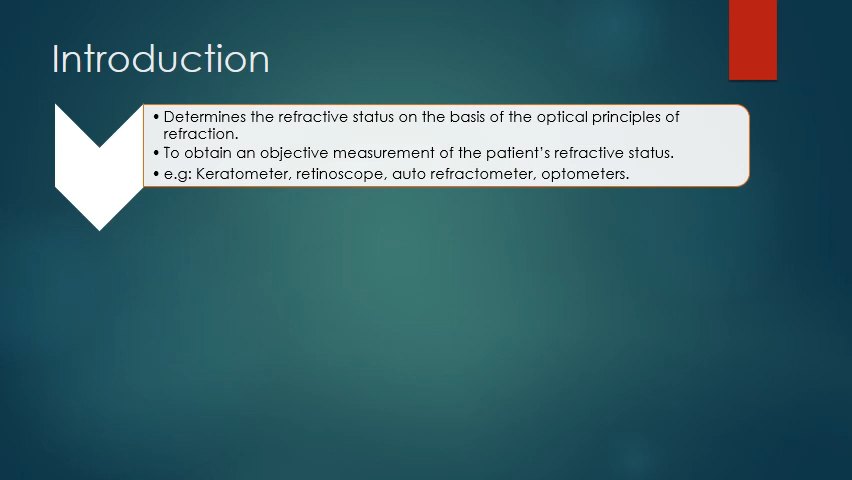 Introduction
• Determines the refractive status on the basis of the optical principles of
refraction.
• To obtain an objective measurement of the patient’s refractive status.
• e.g: Keratometer, retinoscope, auto refractometer, optometers.